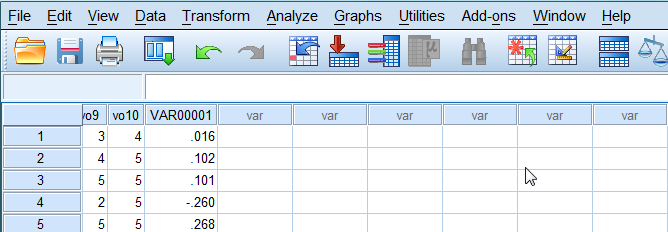 File Edit View Data Transform Analyze Graphs Utilities Add-ons Window Help
vo9 vo10 VAR00001 var var var var var var
1 3 4 .016
2 4 5 .102
3 5 5 .101
4 2 5 -.260
5 5 5 .268